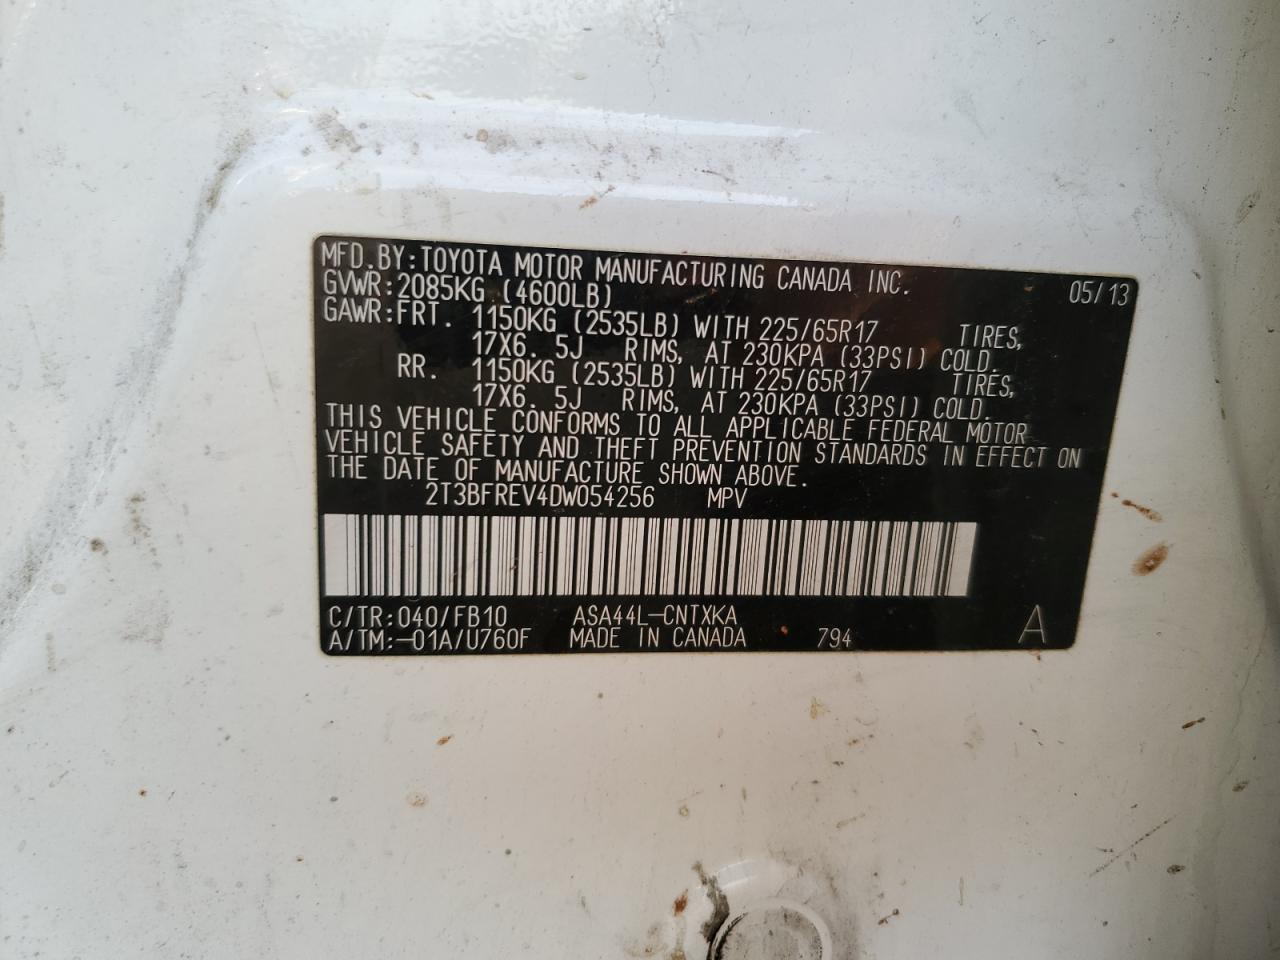 MFD.BY:TOYOTA MOTOR MANUFACTURING CANADA INC. 05/13
GVWR:2085KG (4600LB)
GAWR:FRT. 1150KG (2535LB) WITH 225/65R17 TIRES,
17X6. 5J RIMS, AT 230KPA (33PSI) COLD.
RR. 1150KG (2535LB) WITH 225/65R17 TIRES,
17X6. 5J RIMS, AT 230KPA (33PSI) COLD.
THIS VEHICLE CONFORMS TO ALL APPLICABLE FEDERAL MOTOR
VEHICLE SAFETY AND THEFT PREVENTION STANDARDS IN EFFECT ON
THE DATE OF MANUFACTURE SHOWN ABOVE.
2T3BFREV4DW054256 MPV
C/TR:040/FB10 ASA44L-CNTXKA
A/TM:-01A/U760F MADE IN CANADA 794 A